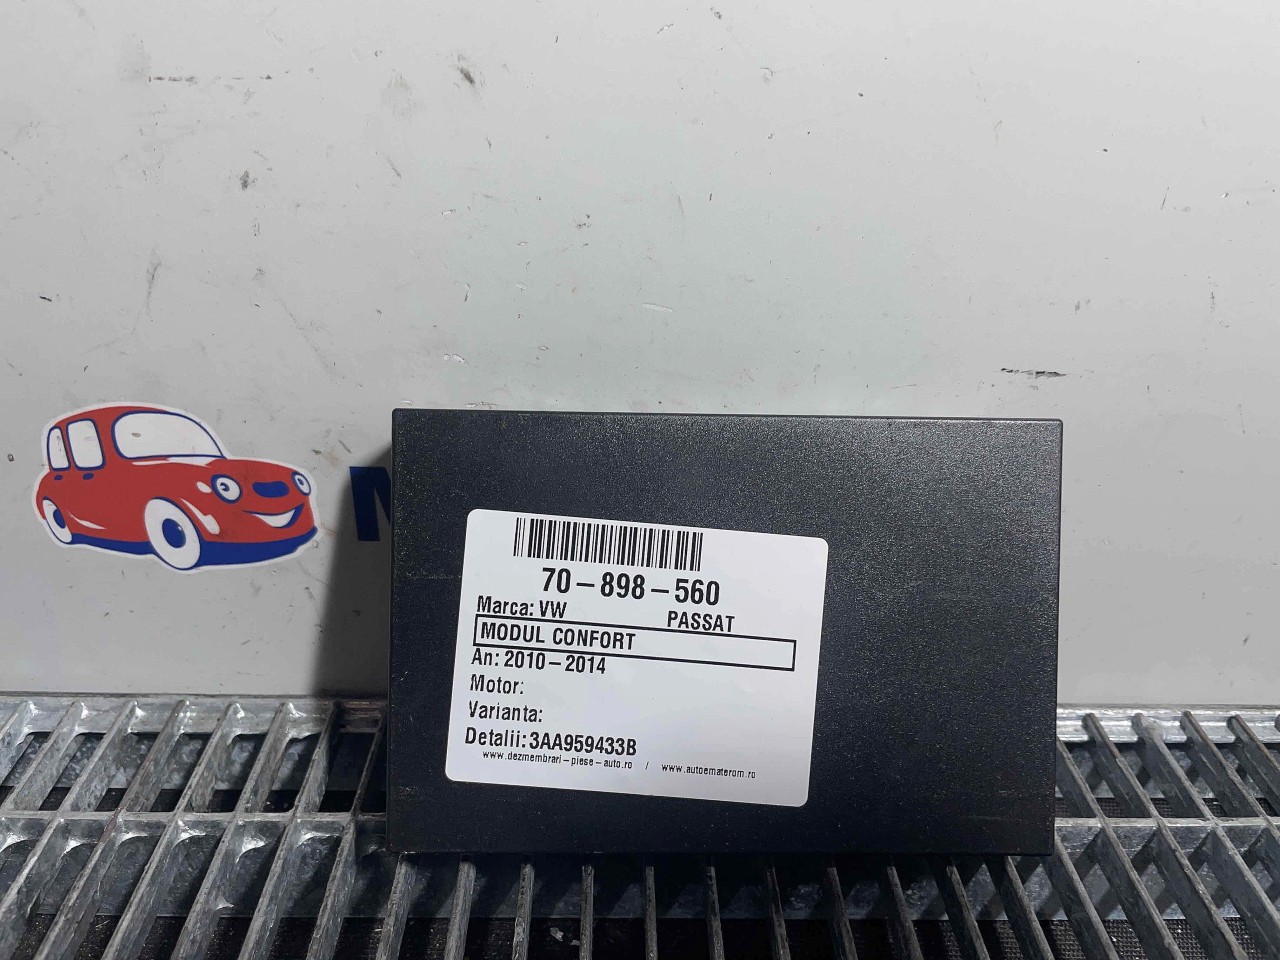 70-898-560
Marca: VW PASSAT
MODUL CONFORT
An: 2010-2014
Motor:
Varianta:
Detalii: 3AA959433B
www.dezmembrari-piese-auto.ro / www.autoematerom.ro